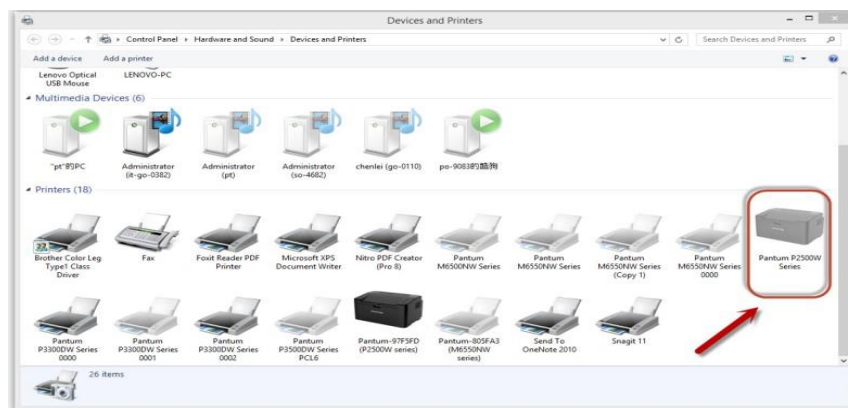 Devices and Printers
Control Panel ▸ Hardware and Sound ▸ Devices and Printers
Search Devices and Printers
Add a device Add a printer
Lenovo Optical USB Mouse
LENOVO-PC
Multimedia Devices (6)
"pt"的PC
Administrator (it-go-0382)
Administrator (pt)
Administrator (so-4682)
chenlei (go-0110)
po-9083的酷狗
Printers (18)
Brother Color Leg Type1 Class Driver
Fax
Foxit Reader PDF Printer
Microsoft XPS Document Writer
Nitro PDF Creator (Pro 8)
Pantum M6500NW Series
Pantum M6550NW Series
Pantum M6550NW Series (Copy 1)
Pantum M6550NW Series 0000
Pantum P2500W Series
Pantum P3300DW Series 0000
Pantum P3300DW Series 0001
Pantum P3300DW Series 0002
Pantum P3500DW Series PCL6
Pantum-97F5FD (P2500W series)
Pantum-805FA3 (M6550NW series)
Send To OneNote 2010
Snagit 11
26 items